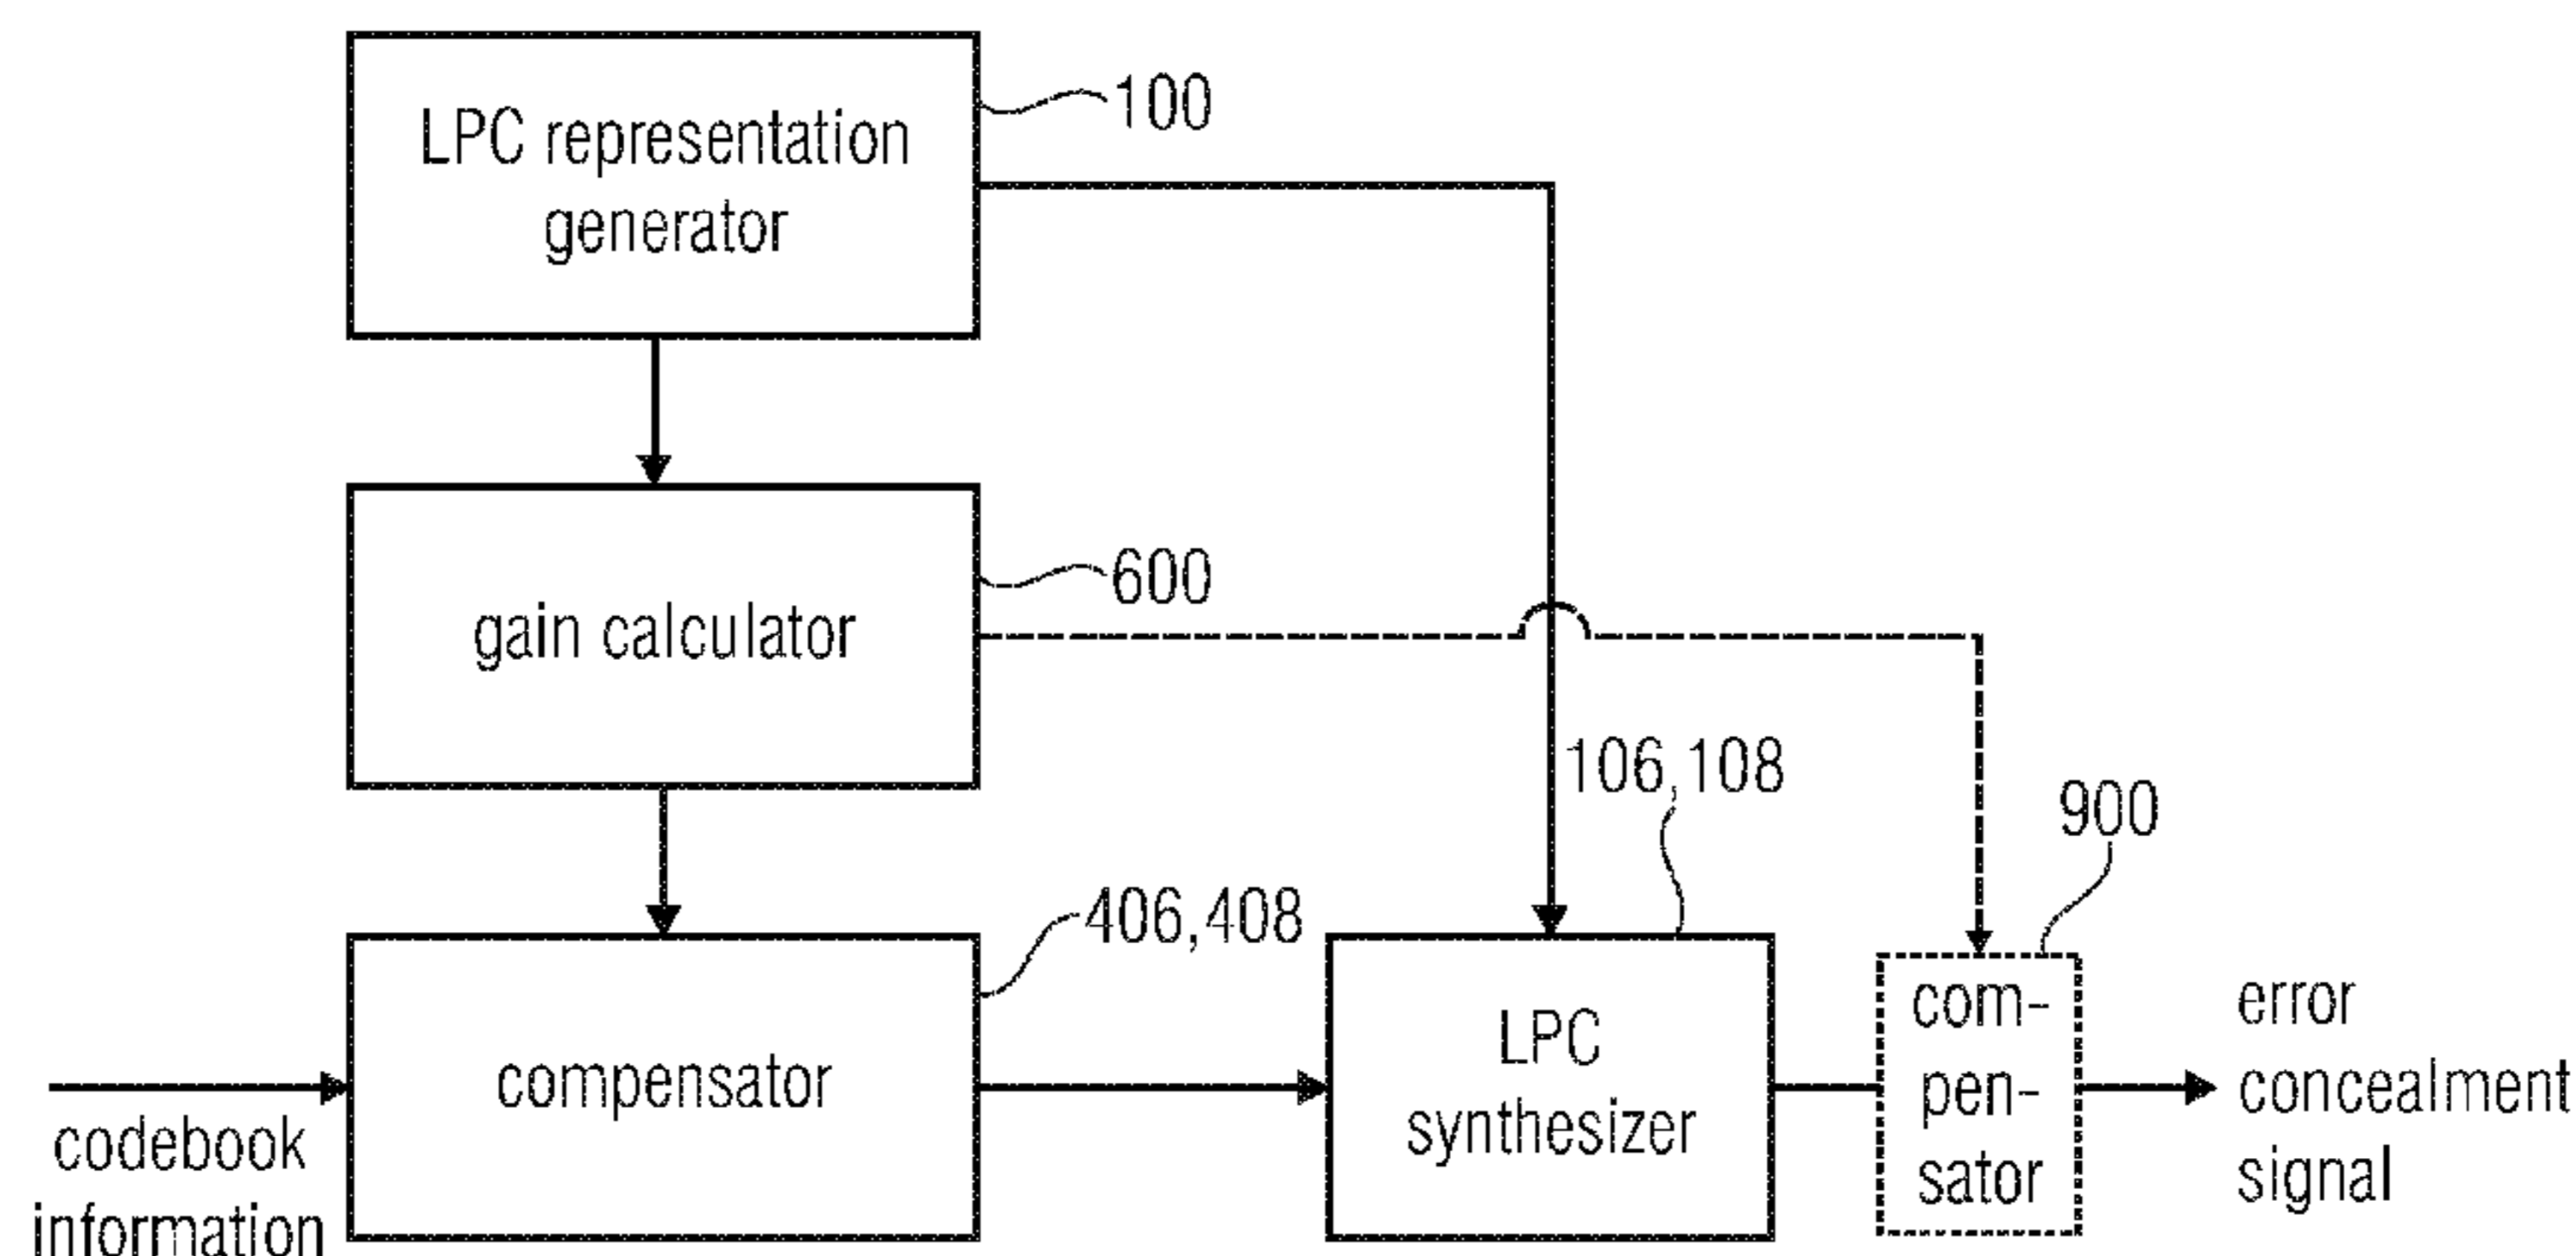 LPC representation
generator
100
gain calculator
600
106,108
900
406,408
compensator
LPC
synthesizer
com-
pen-
sator
error
concealment
signal
codebook
information